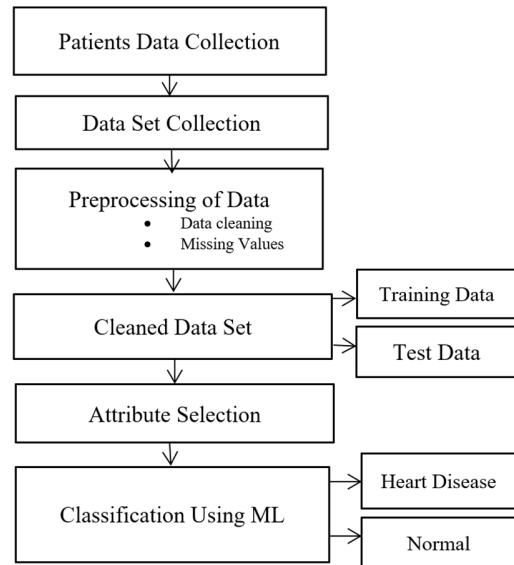 Patients Data Collection
Data Set Collection
Preprocessing of Data
• Data cleaning
• Missing Values
Cleaned Data Set
Training Data
Test Data
Attribute Selection
Classification Using ML
Heart Disease
Normal